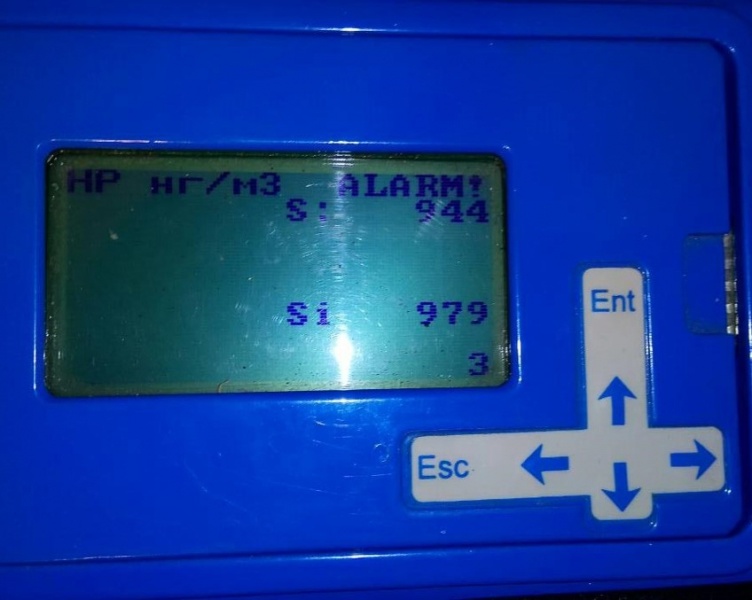 HP нг/м3 ALARM!
S: 944
Si 979
3
Ent
Esc